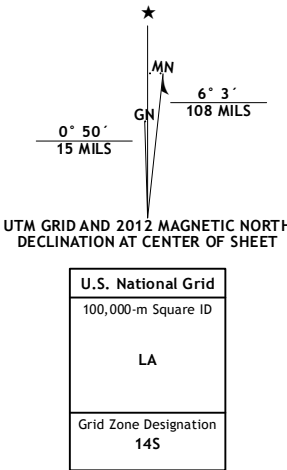 ★
MN
GN
6° 3´
108 MILS
0° 50´
15 MILS
UTM GRID AND 2012 MAGNETIC NORTH
DECLINATION AT CENTER OF SHEET
U.S. National Grid
100,000-m Square ID
LA
Grid Zone Designation
14S